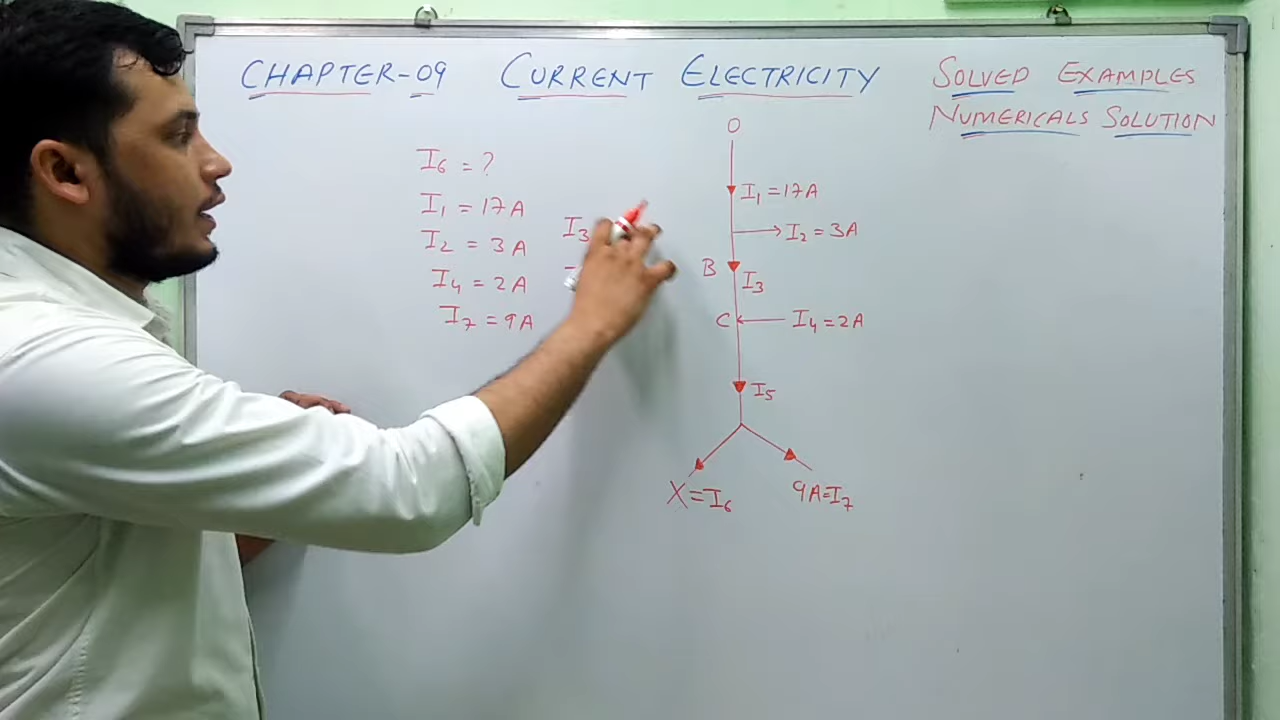 CHAPTER-09 CURRENT ELECTRICITY SOLVED EXAMPLES
NUMERICALS SOLUTION
I6 = ?
I1 = 17A
I2 = 3A
I4 = 2A
I7 = 9A
I3
O
I1 = 17A
I2 = 3A
B
I3
C
I4 = 2A
I5
X = I6
9A = I7